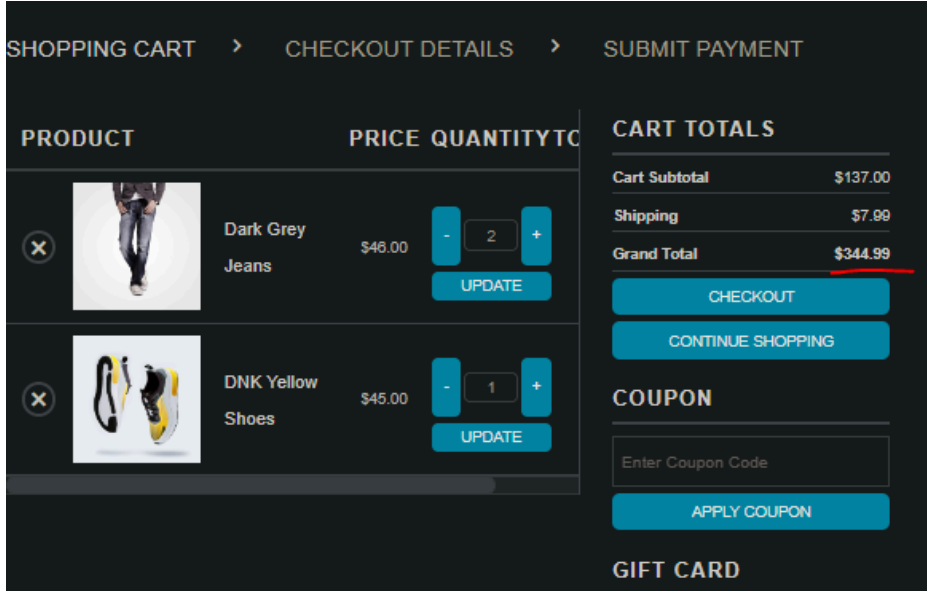 SHOPPING CART > CHECKOUT DETAILS > SUBMIT PAYMENT
PRODUCT PRICE QUANTITY TO
Dark Grey
Jeans
$46.00
- 2 +
UPDATE
DNK Yellow
Shoes
$45.00
- 1 +
UPDATE
CART TOTALS
Cart Subtotal $137.00
Shipping $7.99
Grand Total $344.99
CHECKOUT
CONTINUE SHOPPING
COUPON
Enter Coupon Code
APPLY COUPON
GIFT CARD